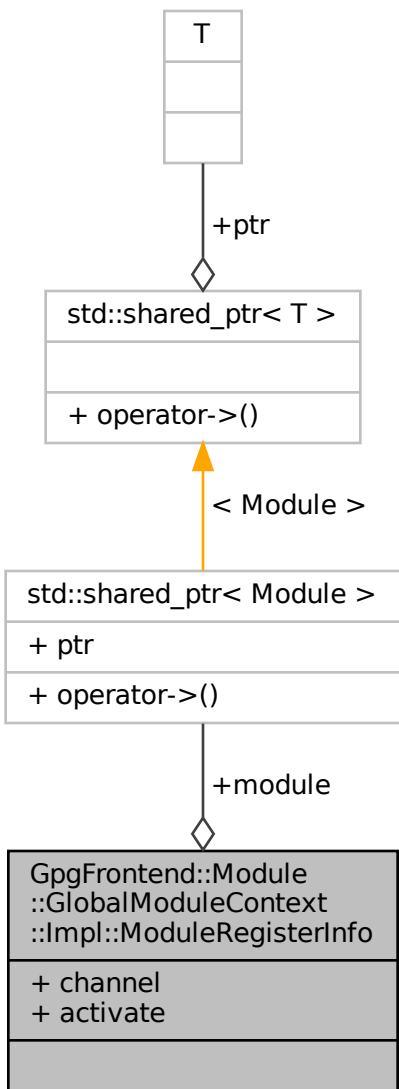 T
+ptr
std::shared_ptr< T >
+ operator->()
< Module >
std::shared_ptr< Module >
+ ptr
+ operator->()
+module
GpgFrontend::Module
::GlobalModuleContext
::Impl::ModuleRegisterInfo
+ channel
+ activate